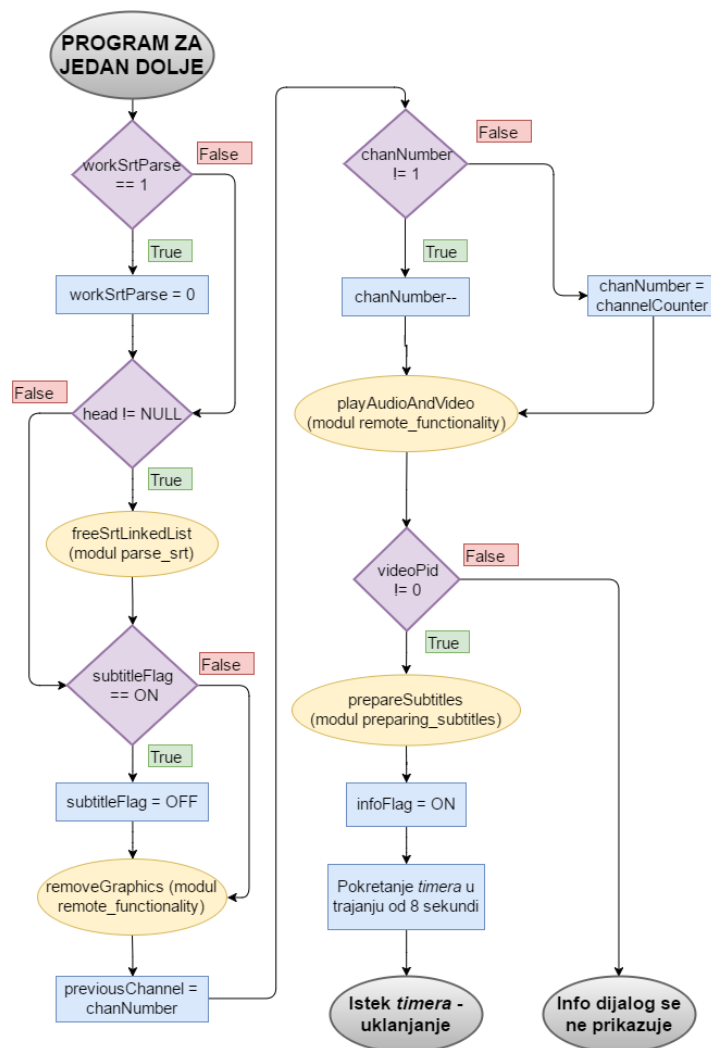 PROGRAM ZA
JEDAN DOLJE
workSrtParse
== 1
False
True
workSrtParse = 0
False
head != NULL
True
freeSrtLinkedList
(modul parse_srt)
subtitleFlag
== ON
False
True
subtitleFlag = OFF
removeGraphics (modul
remote_functionality)
previousChannel =
chanNumber
chanNumber
!= 1
False
True
chanNumber--
chanNumber =
channelCounter
playAudioAndVideo
(modul remote_functionality)
videoPid
!= 0
False
True
prepareSubtitles
(modul preparing_subtitles)
infoFlag = ON
Pokretanje timera u
trajanju od 8 sekundi
Istek timera -
uklanjanje
Info dijalog se
ne prikazuje